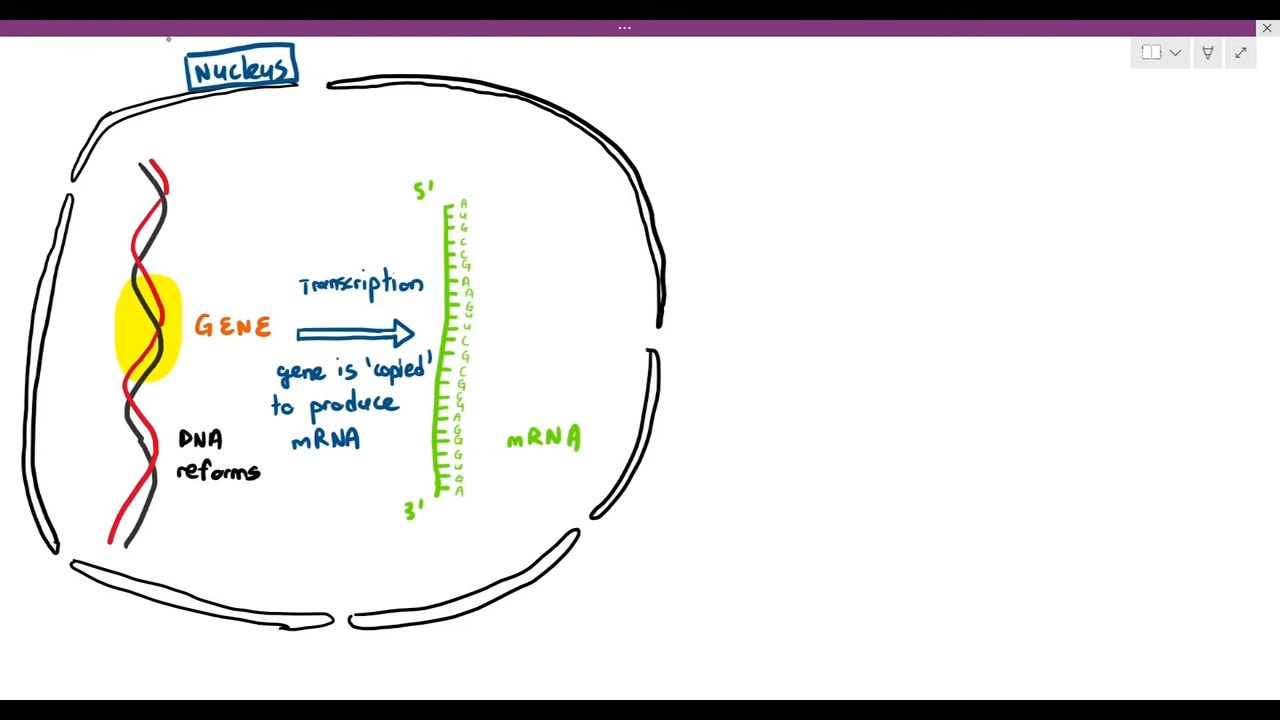 Nucleus
5'
A
U
G
C
C
G
A
A
G
U
U
C
G
C
G
C
G
A
G
G
G
U
G
A
3'
Transcription
GENE
gene is 'copied'
to produce
mRNA
DNA
reforms
mRNA